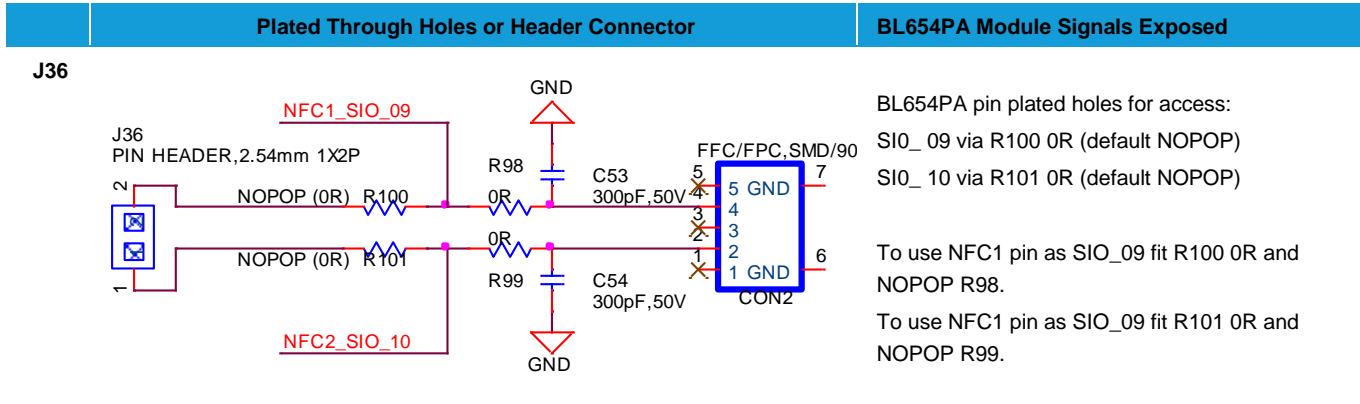 Plated Through Holes or Header Connector
BL654PA Module Signals Exposed
J36
GND
NFC1_SIO_09
J36
PIN HEADER,2.54mm 1X2P
2
1
NOPOP (0R)
R100
NOPOP (0R)
R101
R98
0R
0R
R99
C53
300pF,50V
C54
300pF,50V
GND
NFC2_SIO_10
FFC/FPC,SMD/90
5
4
3
2
1
5 GND
4
3
2
1 GND
7
6
CON2
BL654PA pin plated holes for access:
SI0_ 09 via R100 0R (default NOPOP)
SI0_ 10 via R101 0R (default NOPOP)
To use NFC1 pin as SIO_09 fit R100 0R and
NOPOP R98.
To use NFC1 pin as SIO_09 fit R101 0R and
NOPOP R99.